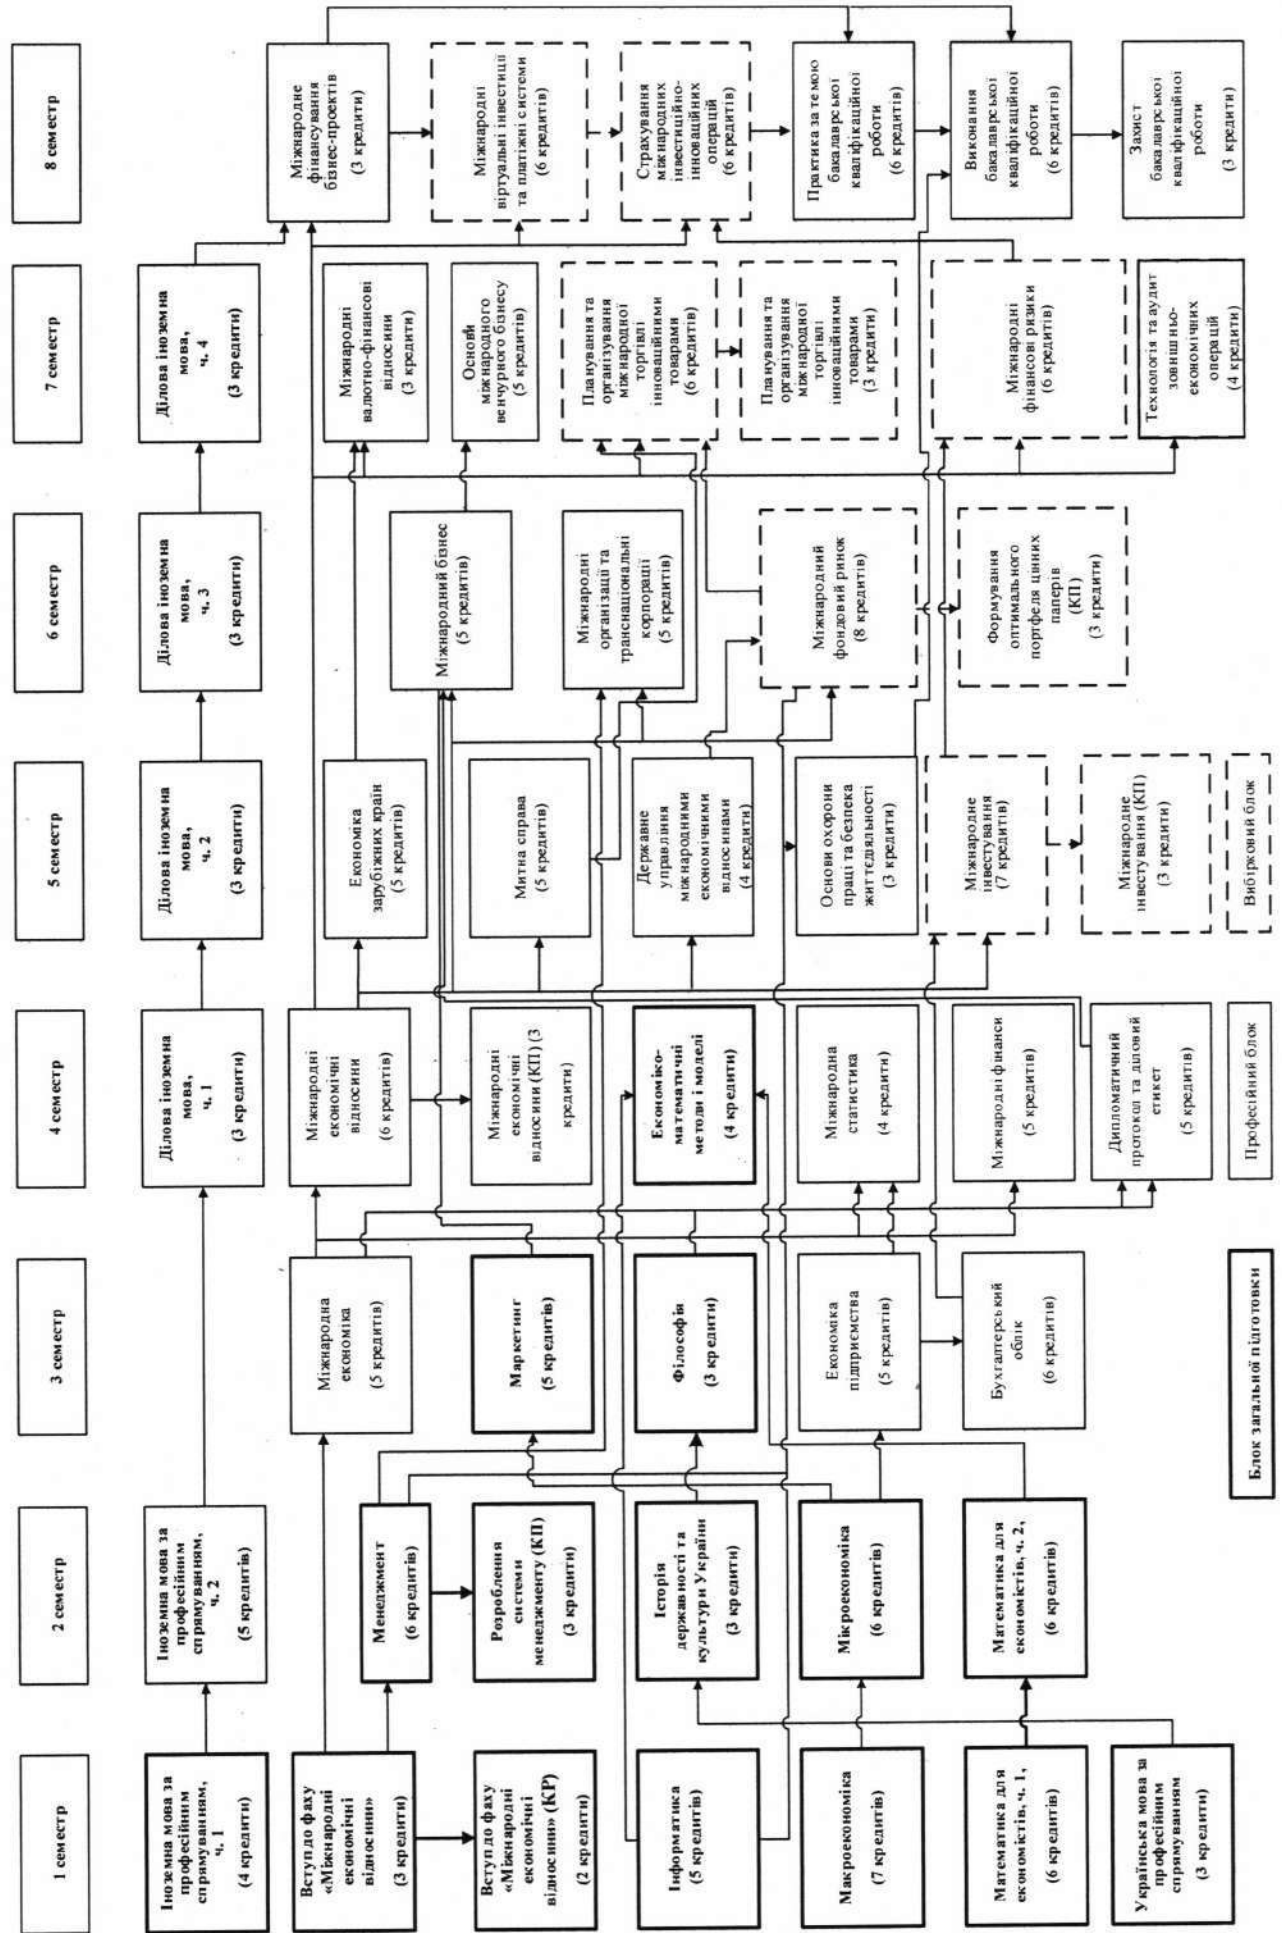 1 семестр
2 семестр
3 семестр
4 семестр
5 семестр
6 семестр
7 семестр
8 семестр
Іноземна мова за
професійним
спрямуванням,
ч. 1
(4 кредити)
Вступ до фаху
«Міжнародні
економічні
відносини»
(3 кредити)
Вступ до фаху
«Міжнародні
економічні
відносини» (КР)
(2 кредити)
Інформатика
(5 кредитів)
Макроекономіка
(7 кредитів)
Математика для
економістів, ч. 1,
(6 кредитів)
Українська мова за
професійним
спрямуванням
(3 кредити)
Іноземна мова за
професійним
спрямуванням,
ч. 2
(5 кредитів)
Менеджмент
(6 кредитів)
Розроблення
системи
менеджменту (КП)
(3 кредити)
Історія
державності та
культури України
(3 кредити)
Мікроекономіка
(6 кредитів)
Математика для
економістів, ч. 2,
(6 кредитів)
Міжнародна
економіка
(5 кредитів)
Маркетинг
(5 кредитів)
Філософія
(3 кредити)
Економіка
підприємства
(5 кредитів)
Бухгалтерський
облік
(6 кредитів)
Ділова іноземна
мова,
ч. 1
(3 кредити)
Міжнародні
економічні
відносини
(6 кредитів)
Міжнародні
економічні
відносини (КП) (3
кредити)
Економіко-
математичні
методи і моделі
(4 кредити)
Міжнародна
статистика
(4 кредити)
Міжнародні фінанси
(5 кредитів)
Дипломатичний
протокол та діловий
етикет
(5 кредитів)
Ділова іноземна
мова,
ч. 2
(3 кредити)
Економіка
зарубіжних країн
(5 кредитів)
Митна справа
(5 кредитів)
Державне
управління
міжнародними
економічними
відносинами
(4 кредити)
Основи охорони
праці та безпека
життєдіяльності
(3 кредити)
Міжнародне
інвестування
(7 кредитів)
Міжнародне
інвестування (КП)
(3 кредити)
Ділова іноземна
мова,
ч. 3
(3 кредити)
Міжнародний бізнес
(5 кредитів)
Міжнародні
організації та
транснаціональні
корпорації
(5 кредитів)
Міжнародний
фондовий ринок
(8 кредитів)
Формування
оптимального
портфеля цінних
паперів
(КП)
(3 кредити)
Ділова іноземна
мова,
ч. 4
(3 кредити)
Міжнародні
валютно-фінансові
відносини
(3 кредити)
Основи
міжнародного
венчурного бізнесу
(5 кредитів)
Планування та
організування
міжнародної
торгівлі
інноваційними
товарами
(6 кредитів)
Планування та
організування
міжнародної
торгівлі
інноваційними
товарами
(3 кредити)
Міжнародні
фінансові ризики
(6 кредитів)
Технологія та аудит
зовнішньо-
економічних
операцій
(4 кредити)
Міжнародне
фінансування
бізнес-проектів
(3 кредити)
Міжнародні
віртуальні інвестиції
та платіжні системи
(6 кредитів)
Страхування
міжнародних
інвестиційно-
інноваційних
операцій
(6 кредитів)
Практика за темою
бакалаврської
кваліфікаційної
роботи
(6 кредитів)
Виконання
бакалаврської
кваліфікаційної
роботи
(6 кредитів)
Захист
бакалаврської
кваліфікаційної
роботи
(3 кредити)
Блок загальної підготовки
Професійний блок
Вибірковий блок